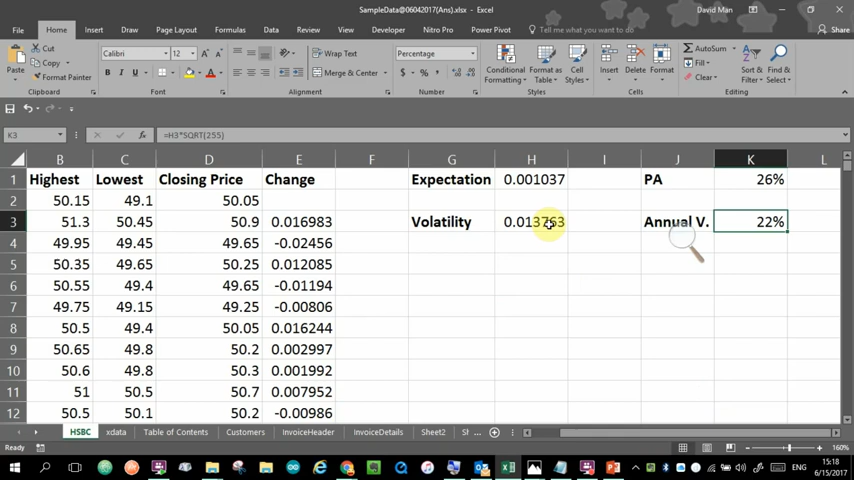 SampleData@06042017(Ans).xlsx - Excel
David Man
File Home Insert Draw Page Layout Formulas Data Review View Developer Nitro Pro Power Pivot Tell me what you want to do... Share
Cut
Copy
Format Painter
Paste
Clipboard
Calibri 12
B I U
Font
Wrap Text
Merge & Center
Alignment
Percentage
$ % ,
Number
Conditional Formatting
Format as Table
Cell Styles
Styles
Insert Delete Format
Cells
AutoSum
Fill
Clear
Sort & Filter
Find & Select
Editing
K3 fx =H3*SQRT(255)
B C D E F G H I J K L
1 Highest Lowest Closing Price Change Expectation 0.001037 PA 26%
2 50.15 49.1 50.05
3 51.3 50.45 50.9 0.016983 Volatility 0.013763 Annual V. 22%
4 49.95 49.45 49.65 -0.02456
5 50.35 49.65 50.25 0.012085
6 50.55 49.4 49.65 -0.01194
7 49.75 49.15 49.25 -0.00806
8 50.5 49.4 50.05 0.016244
9 50.65 49.8 50.2 0.002997
10 50.6 49.8 50.3 0.001992
11 51 50.5 50.7 0.007952
12 50.5 50.1 50.2 -0.00986
HSBC xdata Table of Contents Customers InvoiceHeader InvoiceDetails Sheet2 ...
Ready 160%
ENG
15:18
6/15/2017